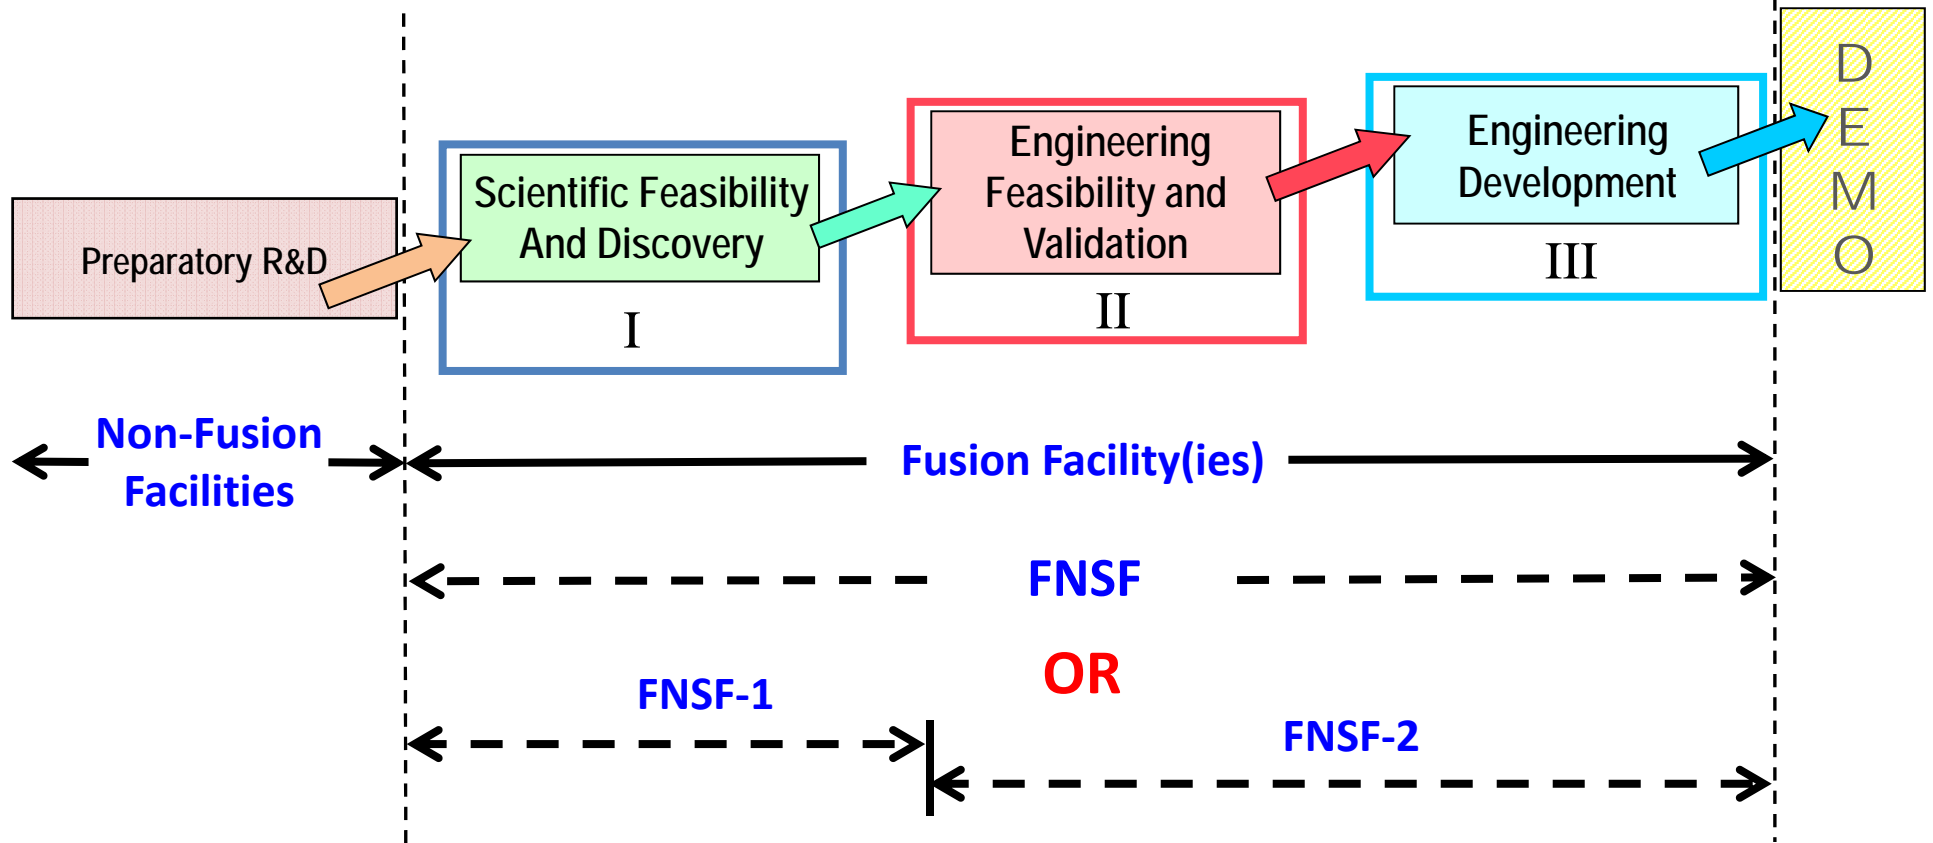 Preparatory R&D
Scientific Feasibility
And Discovery
I
Engineering
Feasibility and
Validation
II
Engineering
Development
III
D
E
M
O
Non-Fusion
Facilities
Fusion Facility(ies)
FNSF
OR
FNSF-1
FNSF-2